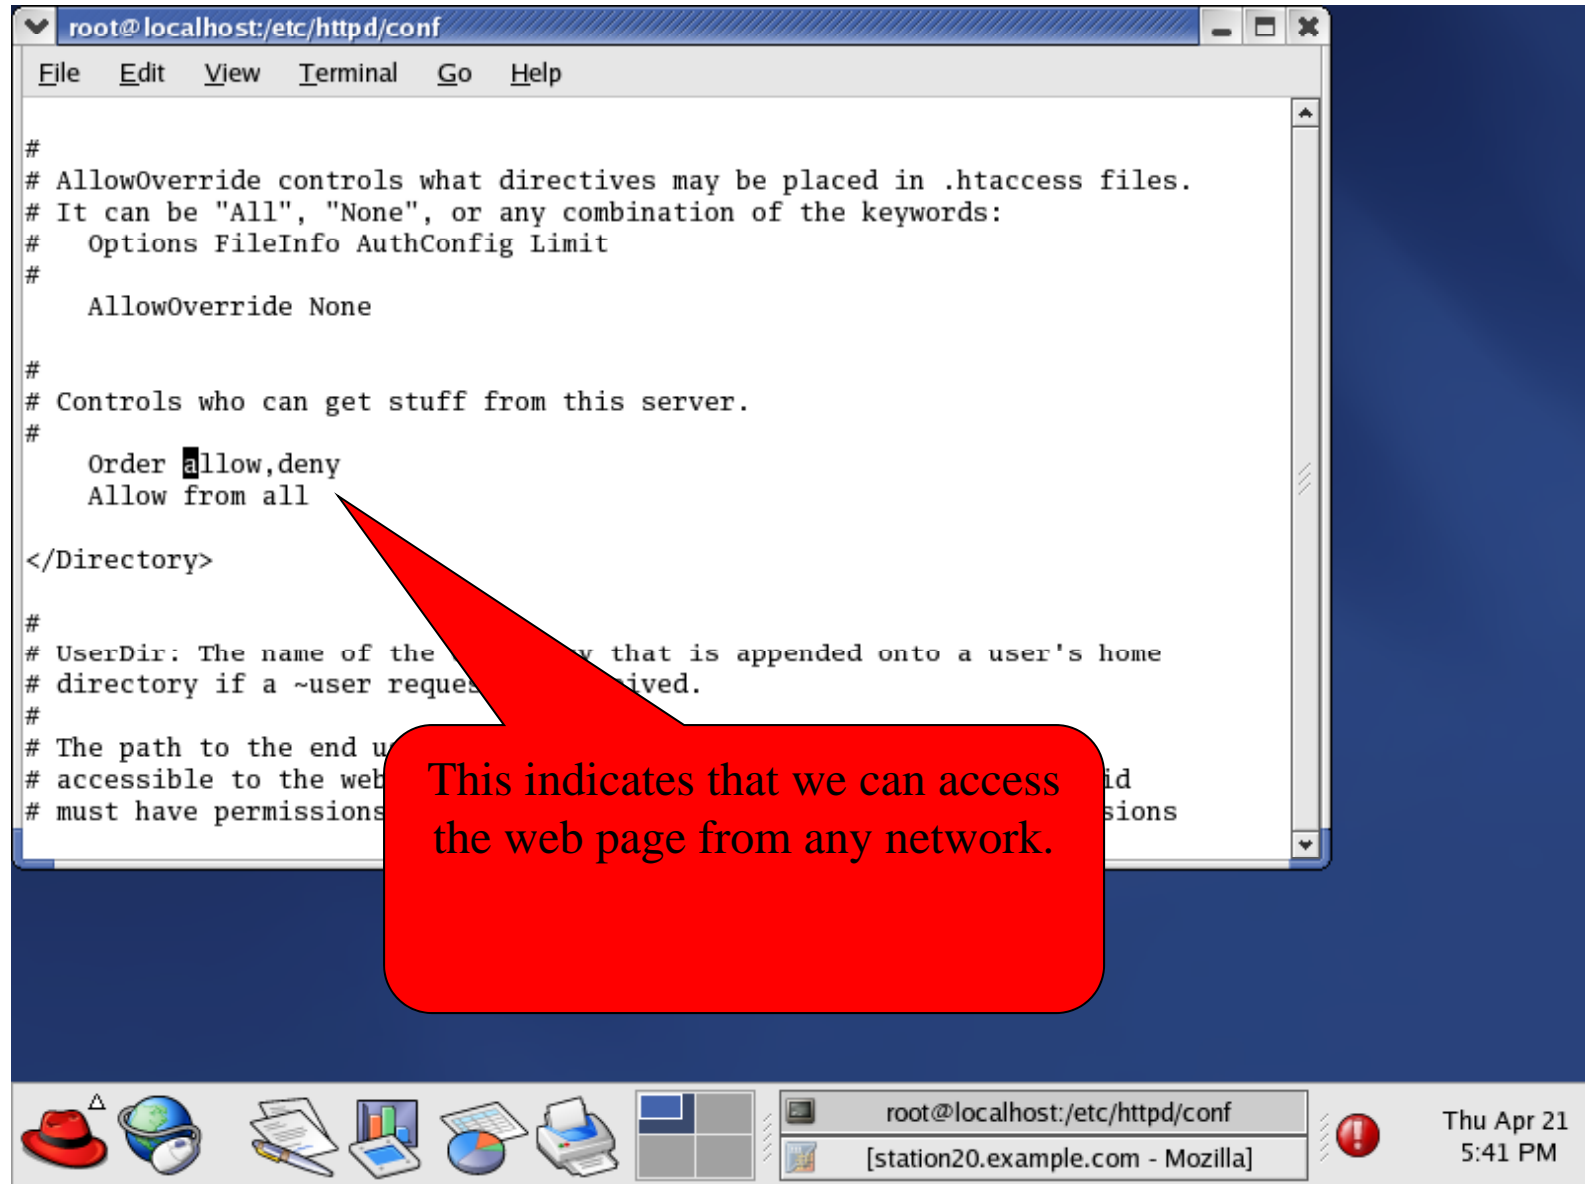 root@localhost:/etc/httpd/conf
File Edit View Terminal Go Help
#
# AllowOverride controls what directives may be placed in .htaccess files.
# It can be "All", "None", or any combination of the keywords:
#   Options FileInfo AuthConfig Limit
#
    AllowOverride None
#
# Controls who can get stuff from this server.
#
    Order allow,deny
    Allow from all
</Directory>
#
# UserDir: The name of the that is appended onto a user's home
# directory if a ~user
#
# The path to the end
# accessible to the web
# must have permissions
This indicates that we can access
the web page from any network.
root@localhost:/etc/httpd/conf
[station20.example.com - Mozilla]
Thu Apr 21
5:41 PM